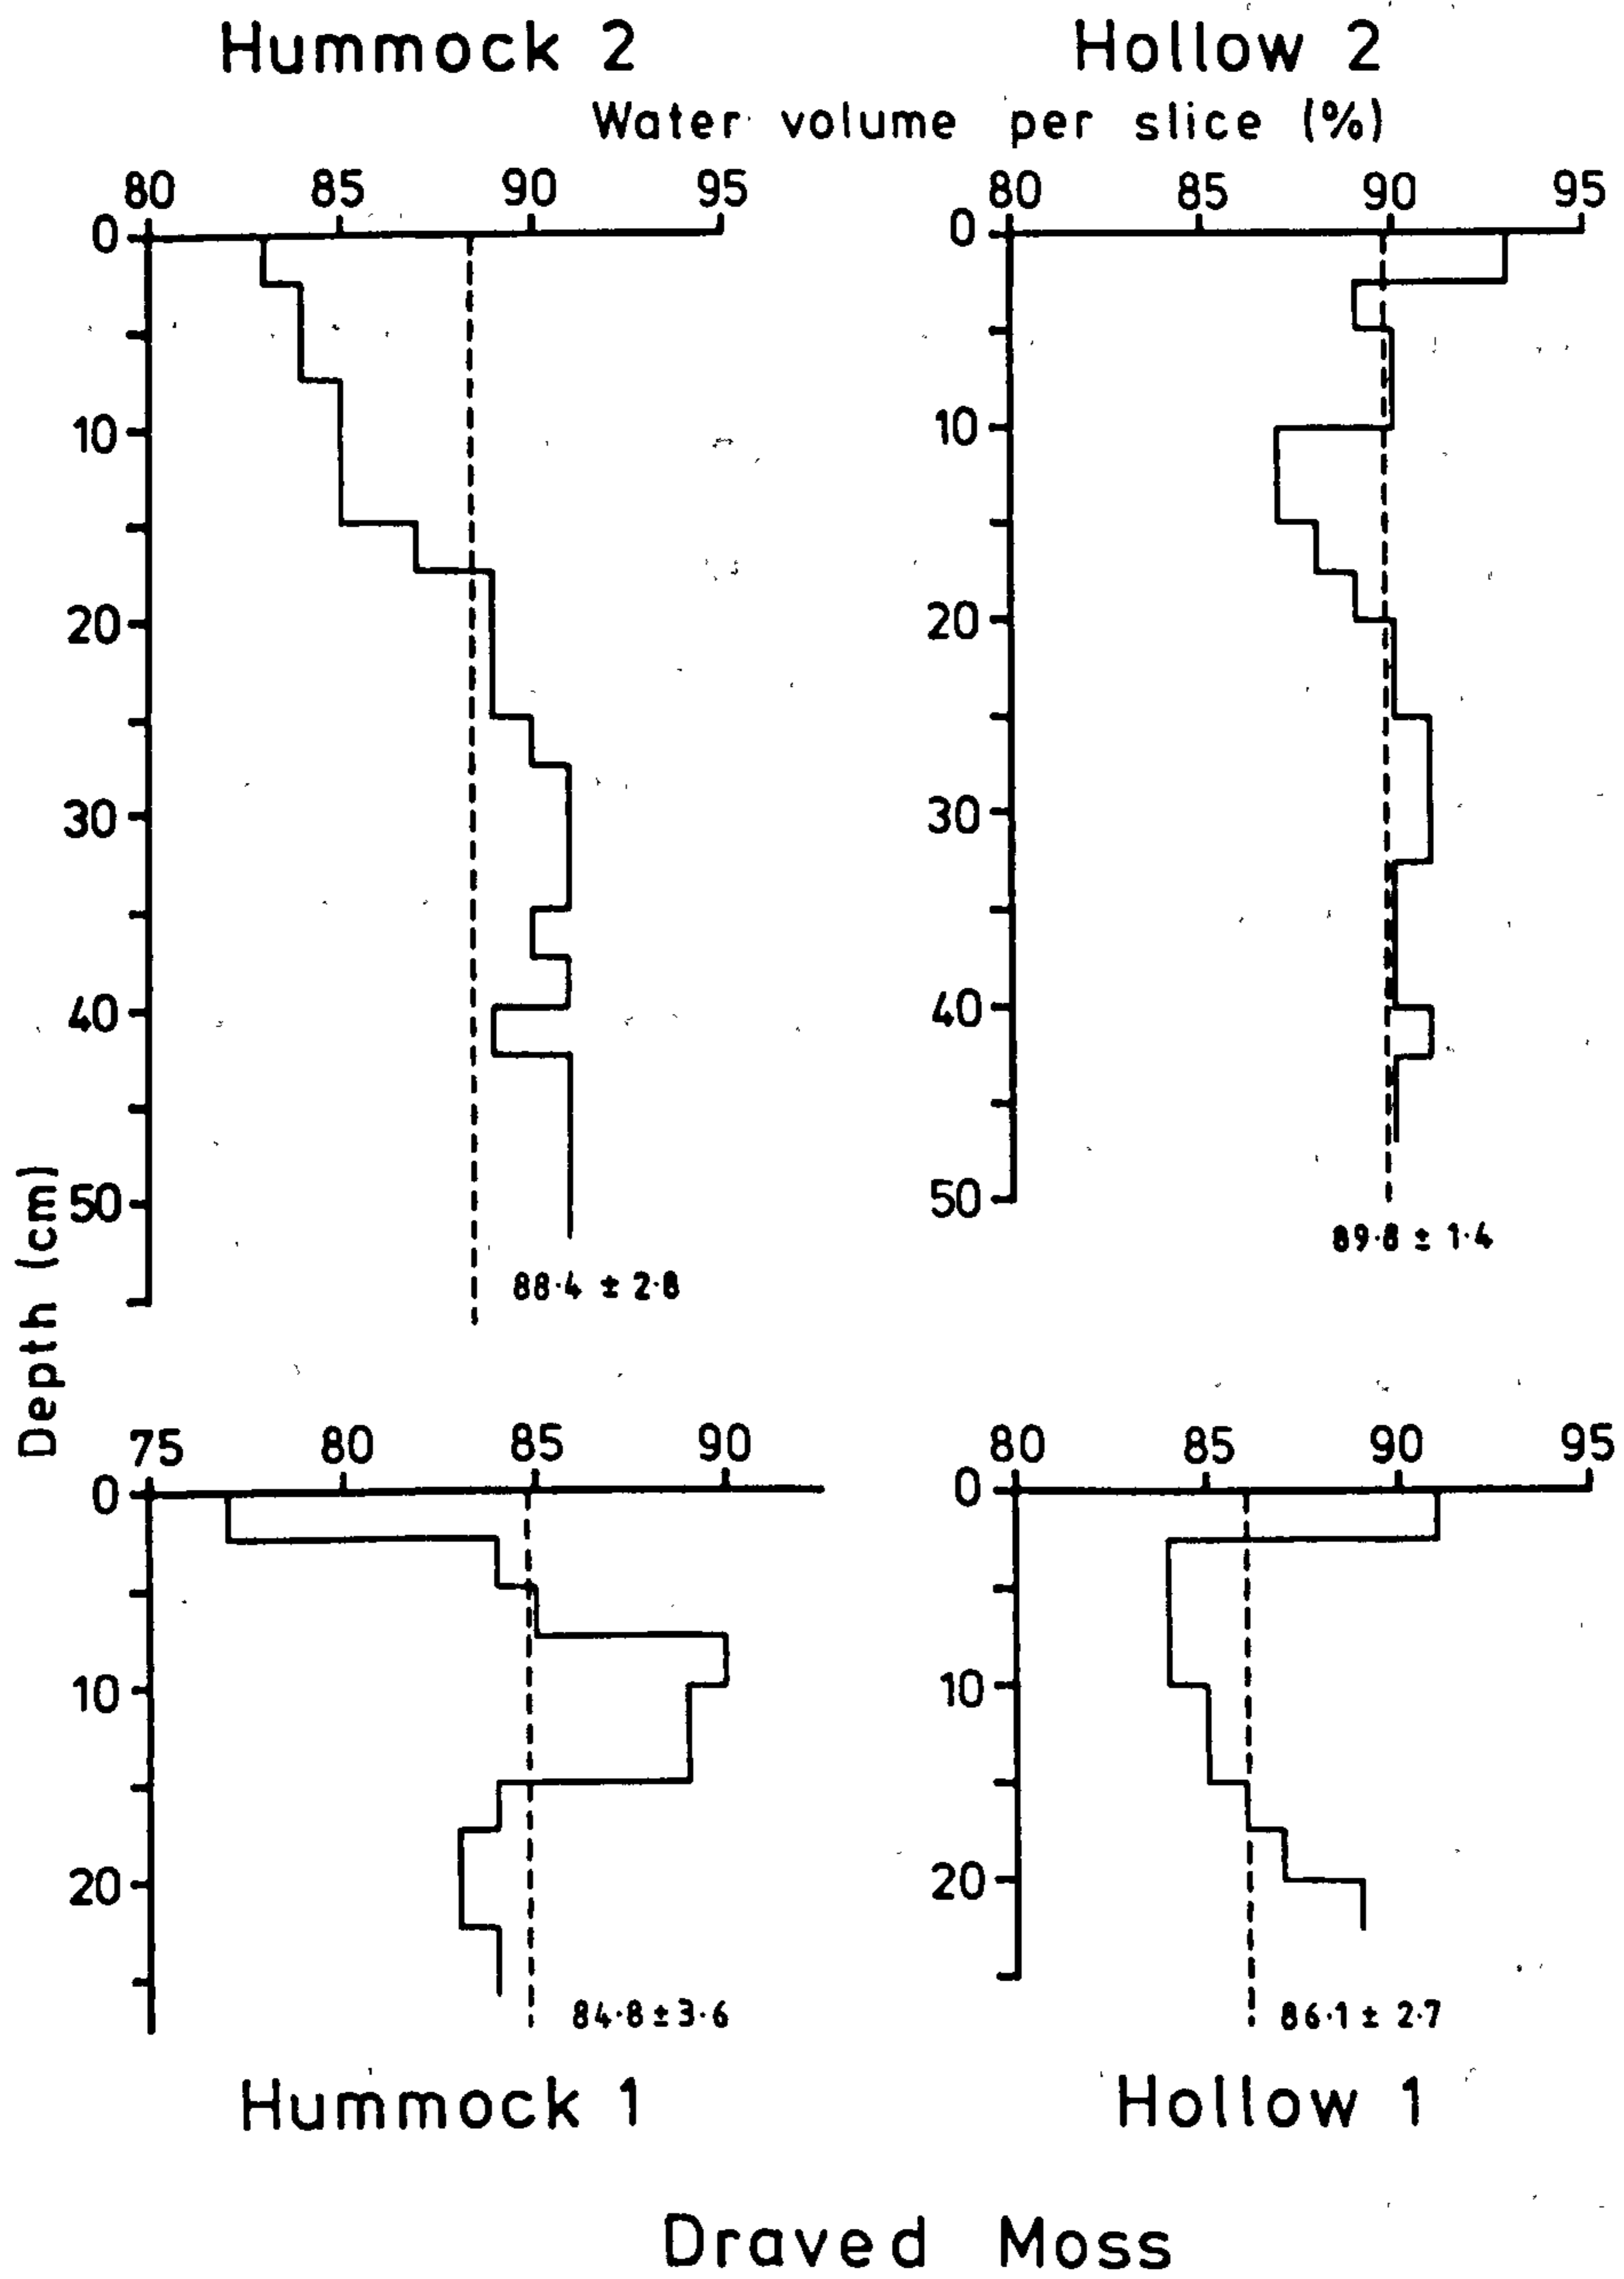 Hummock 2 Hollow 2
Water volume per slice (%)
80 85 90 95 80 85 90 95
0 0
10 10
20 20
30 30
40 40
50 50
89·8 ± 1·4
88·4 ± 2·8
Depth (cm)
75 80 85 90 80 85 90 95
0 0
10 10
20 20
84·8 ± 3·6 86·1 ± 2·7
Hummock 1 Hollow 1
Draved Moss